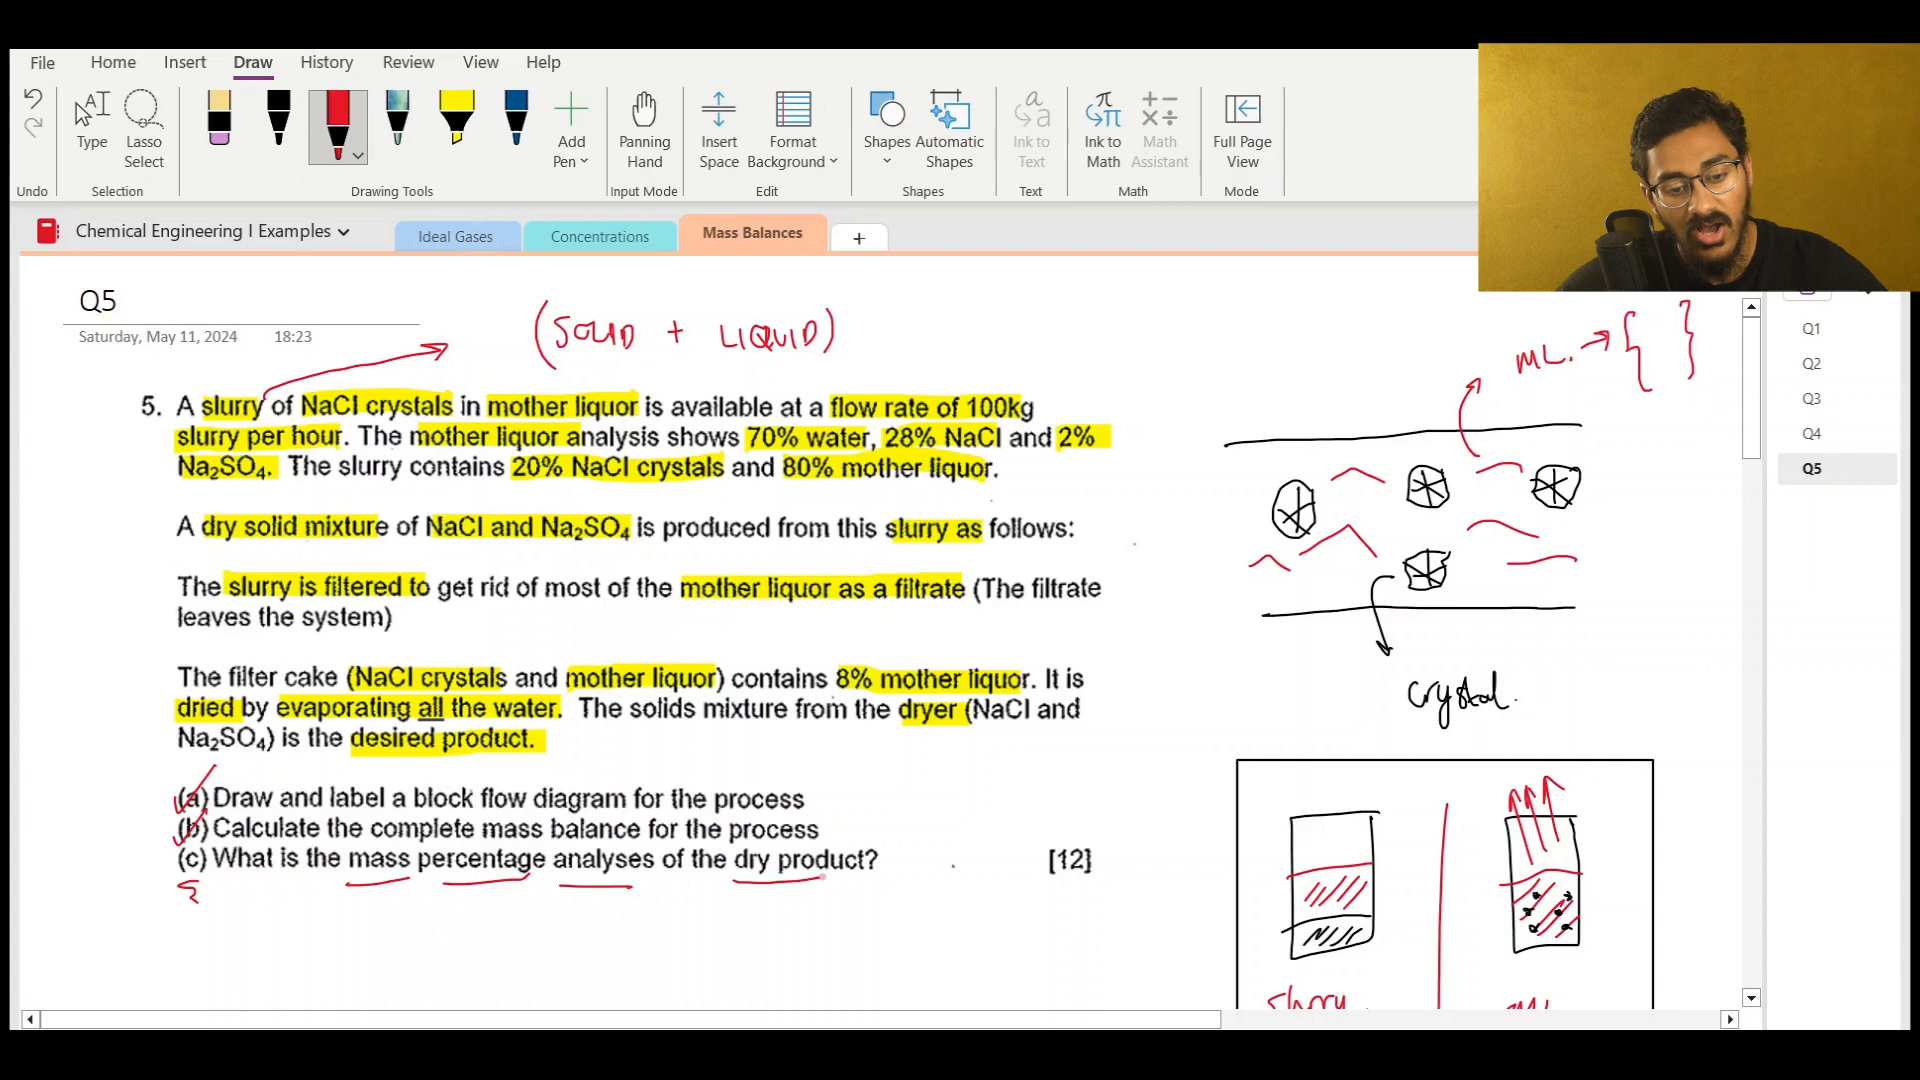 File Home Insert Draw History Review View Help
Type
Lasso Select
Add Pen
Panning Hand
Insert Space
Format Background
Shapes
Automatic Shapes
Ink to Text
Ink to Math
Math Assistant
Full Page View
Undo Selection Drawing Tools Input Mode Edit Shapes Text Math Mode
Chemical Engineering I Examples Ideal Gases Concentrations Mass Balances +
Q5
Saturday, May 11, 2024 18:23
(SOLID + LIQUID)
ML. → { }
5. A slurry of NaCl crystals in mother liquor is available at a flow rate of 100kg
slurry per hour. The mother liquor analysis shows 70% water, 28% NaCl and 2%
Na₂SO₄. The slurry contains 20% NaCl crystals and 80% mother liquor.
A dry solid mixture of NaCl and Na₂SO₄ is produced from this slurry as follows:
The slurry is filtered to get rid of most of the mother liquor as a filtrate (The filtrate
leaves the system)
The filter cake (NaCl crystals and mother liquor) contains 8% mother liquor. It is
dried by evaporating all the water. The solids mixture from the dryer (NaCl and
Na₂SO₄) is the desired product.
(a) Draw and label a block flow diagram for the process
(b) Calculate the complete mass balance for the process
(c) What is the mass percentage analyses of the dry product? [12]
crystal.
slurry
Q1
Q2
Q3
Q4
Q5